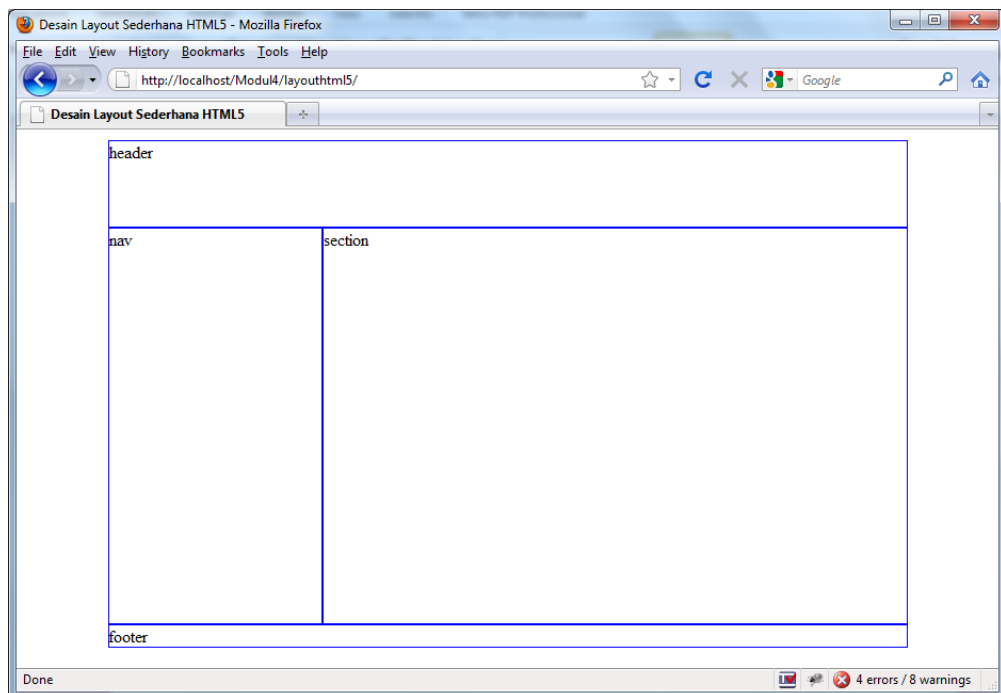 Desain Layout Sederhana HTML5 - Mozilla Firefox
File Edit View History Bookmarks Tools Help
http://localhost/Modul4/layouthtml5/ Google
Desain Layout Sederhana HTML5
header
nav section
footer
Done 4 errors / 8 warnings